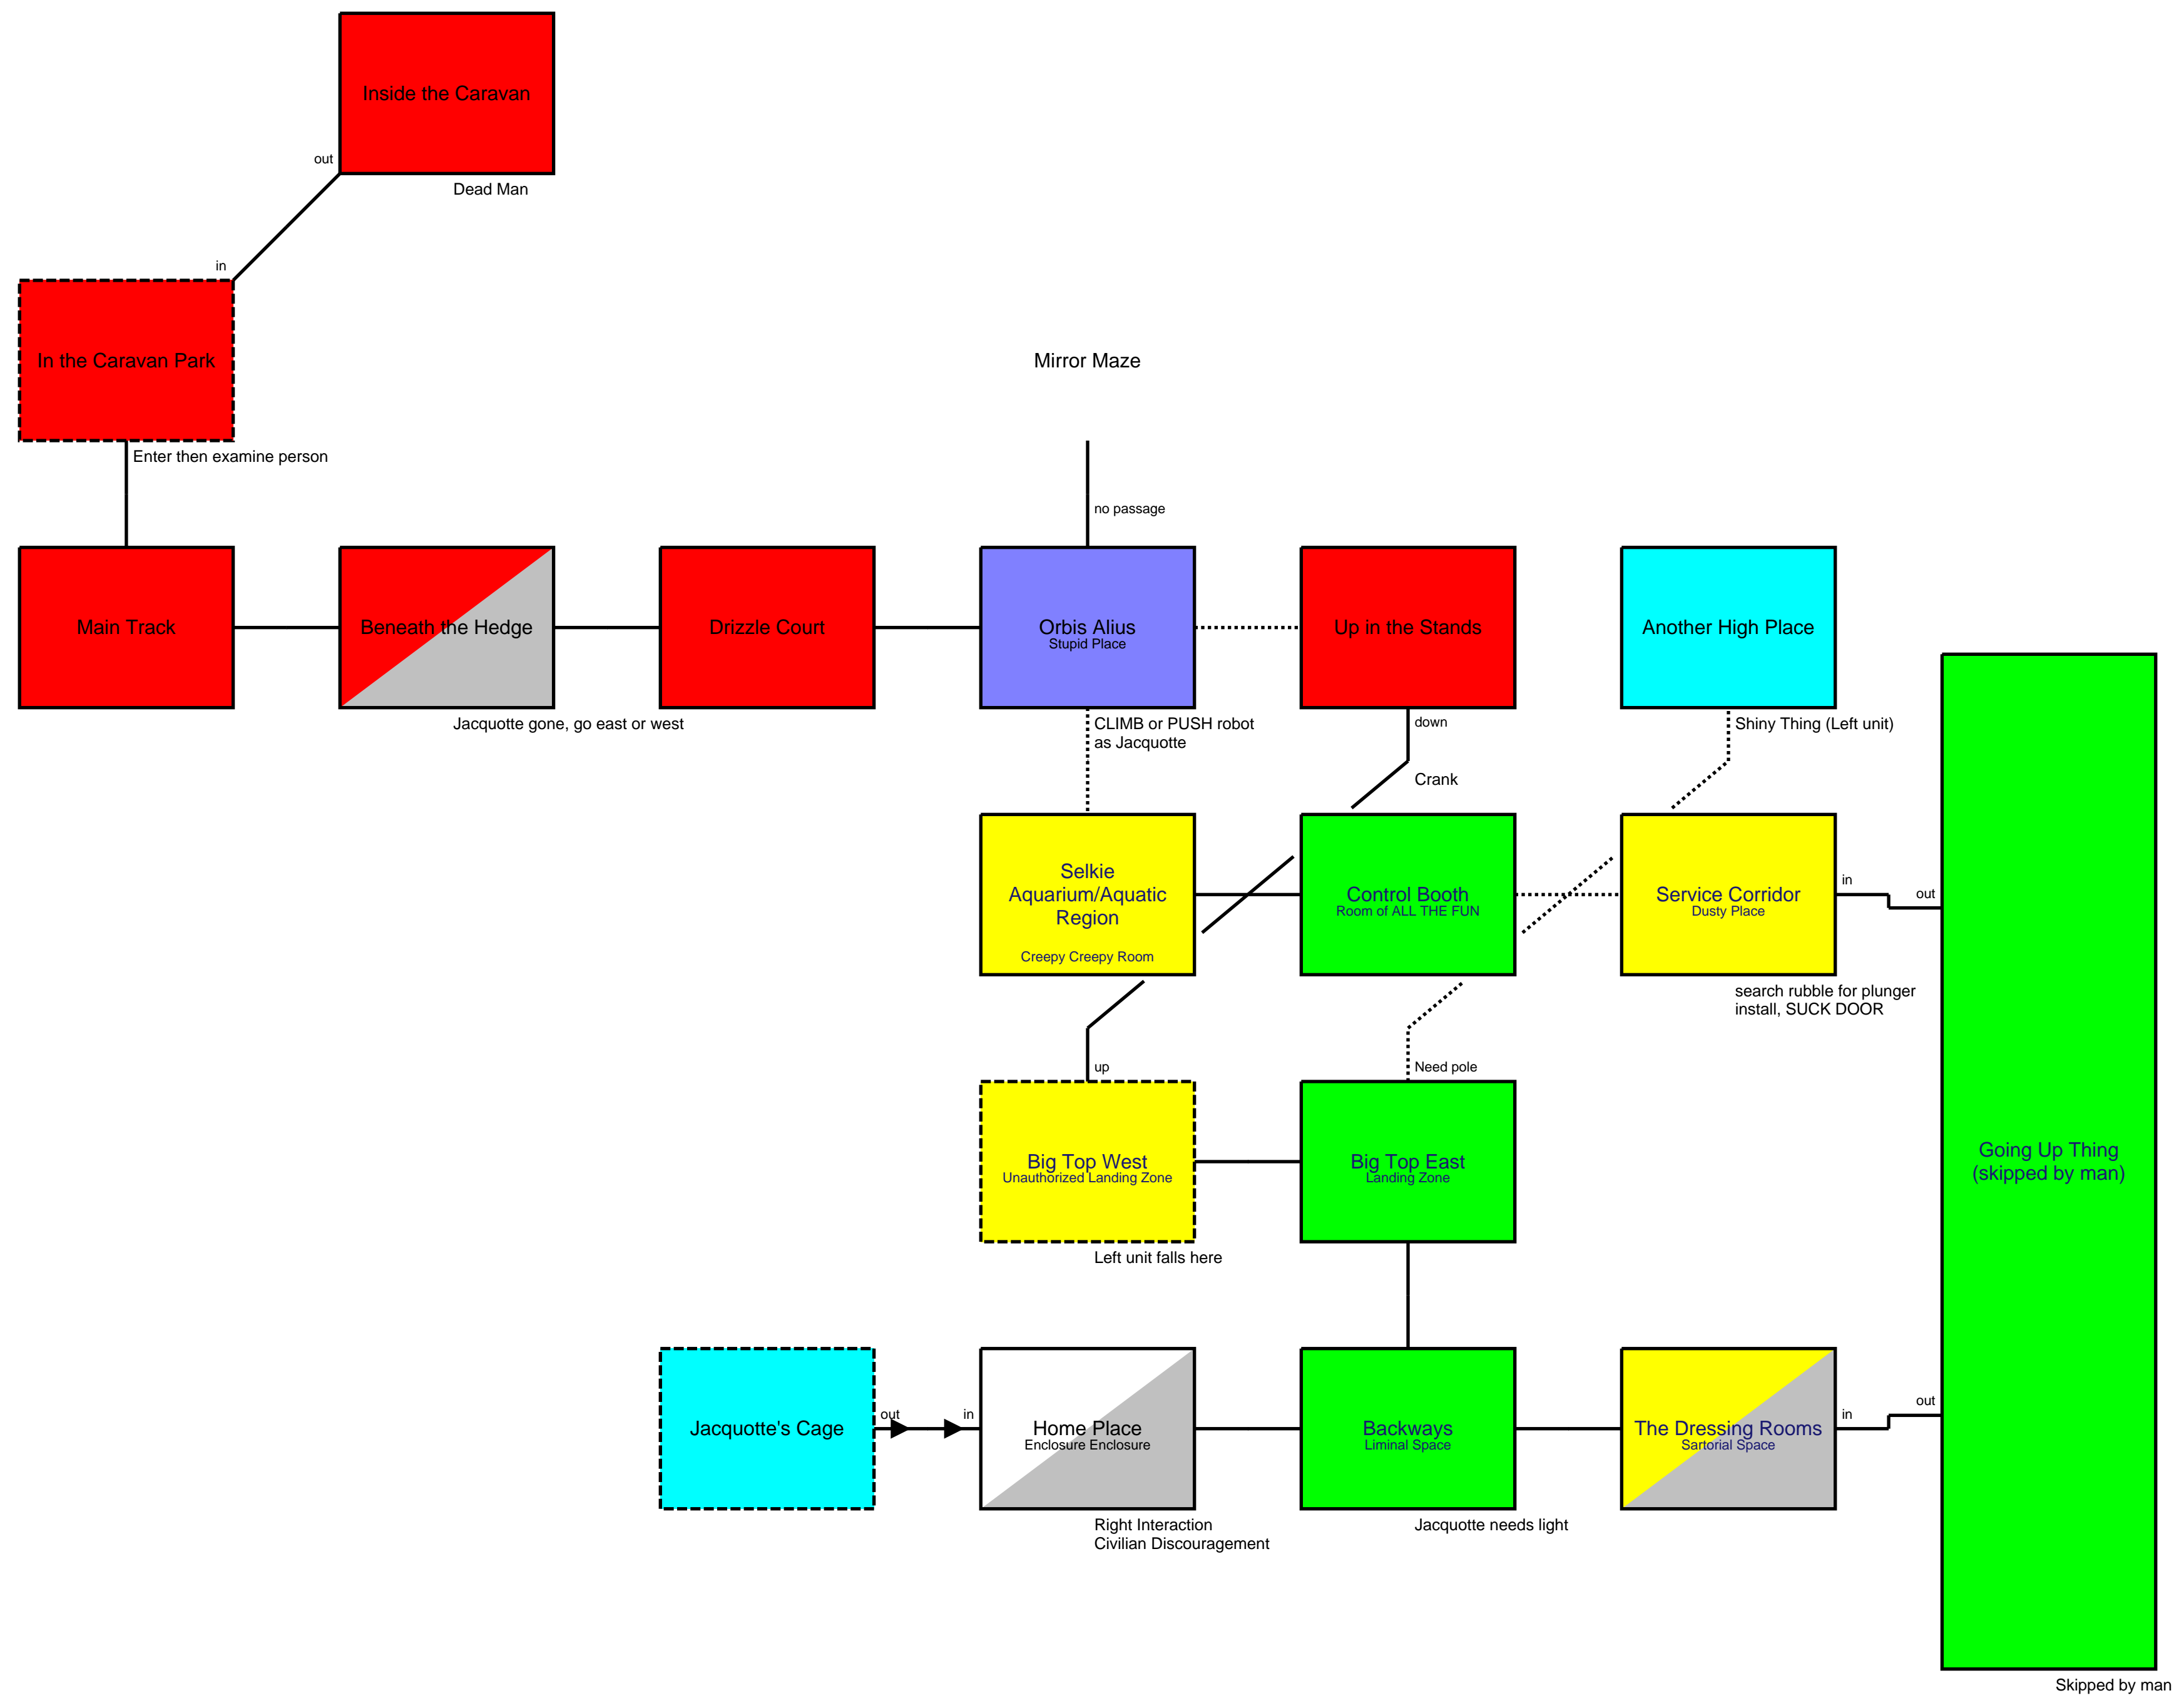 Inside the Caravan
out
Dead Man
in
In the Caravan Park
Enter then examine person
Mirror Maze
no passage
Main Track
Beneath the Hedge
Jacquotte gone, go east or west
Drizzle Court
Orbis Alius
Stupid Place
CLIMB or PUSH robot
as Jacquotte
Up in the Stands
down
Crank
Another High Place
Shiny Thing (Left unit)
Selkie
Aquarium/Aquatic
Region
Creepy Creepy Room
Control Booth
Room of ALL THE FUN
Service Corridor
Dusty Place
in
out
search rubble for plunger
install, SUCK DOOR
up
Need pole
Big Top West
Unauthorized Landing Zone
Left unit falls here
Big Top East
Landing Zone
Going Up Thing
(skipped by man)
Jacquotte's Cage
out
in
Home Place
Enclosure Enclosure
Right Interaction
Civilian Discouragement
Backways
Liminal Space
Jacquotte needs light
The Dressing Rooms
Sartorial Space
in
out
Skipped by man